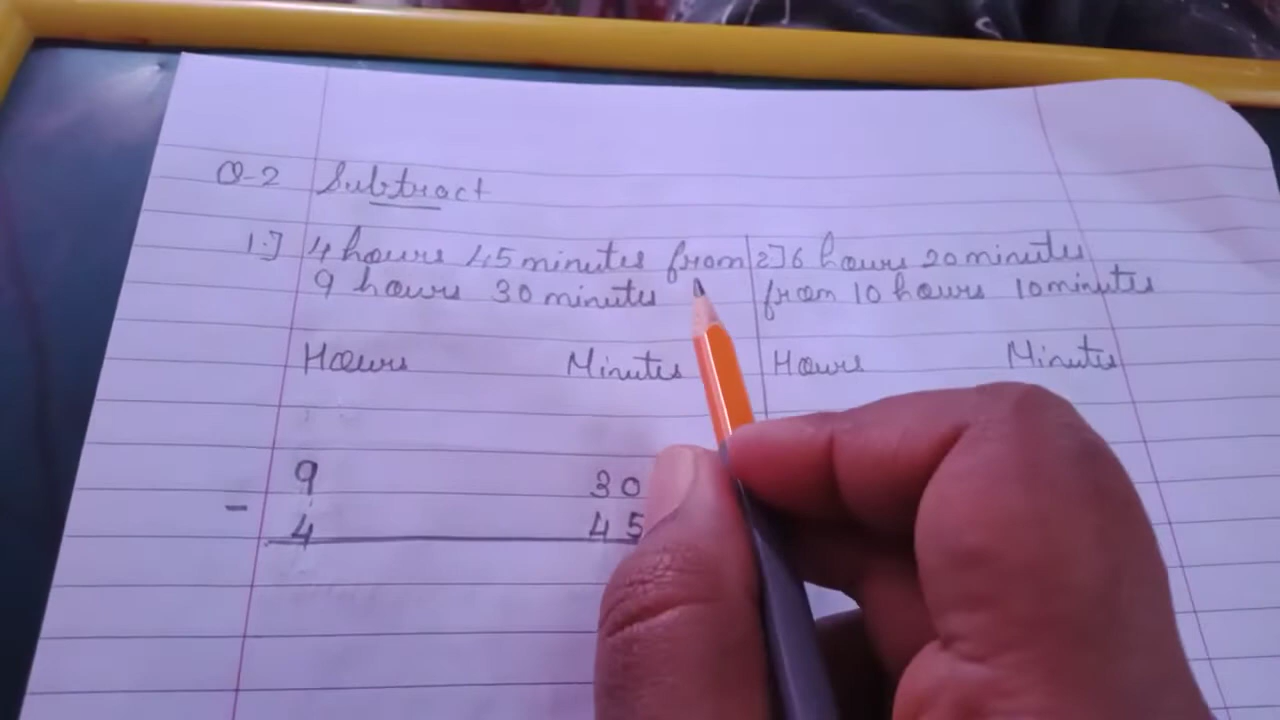 Q-2 Subtract
1.] 4 hours 45 minutes from
9 hours 30 minutes
2] 6 hours 20 minutes
from 10 hours 10 minutes
Hours Minutes
9 30
- 4 45
Hours Minutes